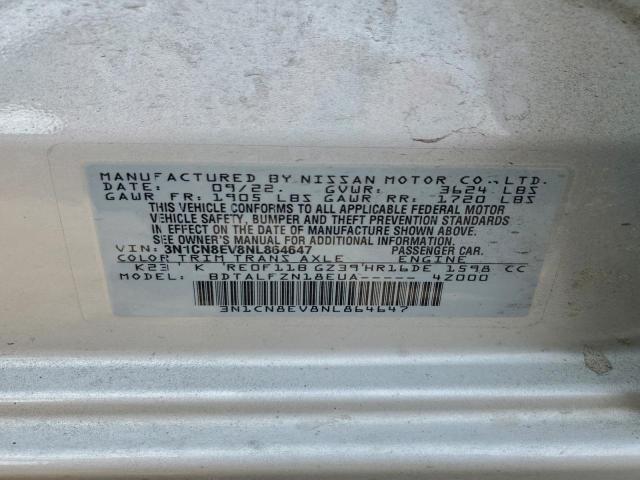 MANUFACTURED BY NISSAN MOTOR CO., LTD.
DATE: 09/22. GVWR: 3624 LBS
GAWR FR: 1905 LBS GAWR RR: 1720 LBS
THIS VEHICLE CONFORMS TO ALL APPLICABLE FEDERAL MOTOR
VEHICLE SAFETY, BUMPER AND THEFT PREVENTION STANDARDS
IN EFFECT ON THE DATE OF MANUFACTURE SHOWN ABOVE.
SEE OWNER'S MANUAL FOR ADDITIONAL INFORMATION.
VIN: 3N1CN8EV8NL864647 PASSENGER CAR.
COLOR TRIM TRANS AXLE ENGINE
K23 K RE0F11B GZ39 HR16DE 1598 CC
MODEL: BDTALFZN18EUA----- 4Z000
3N1CN8EV8NL864647